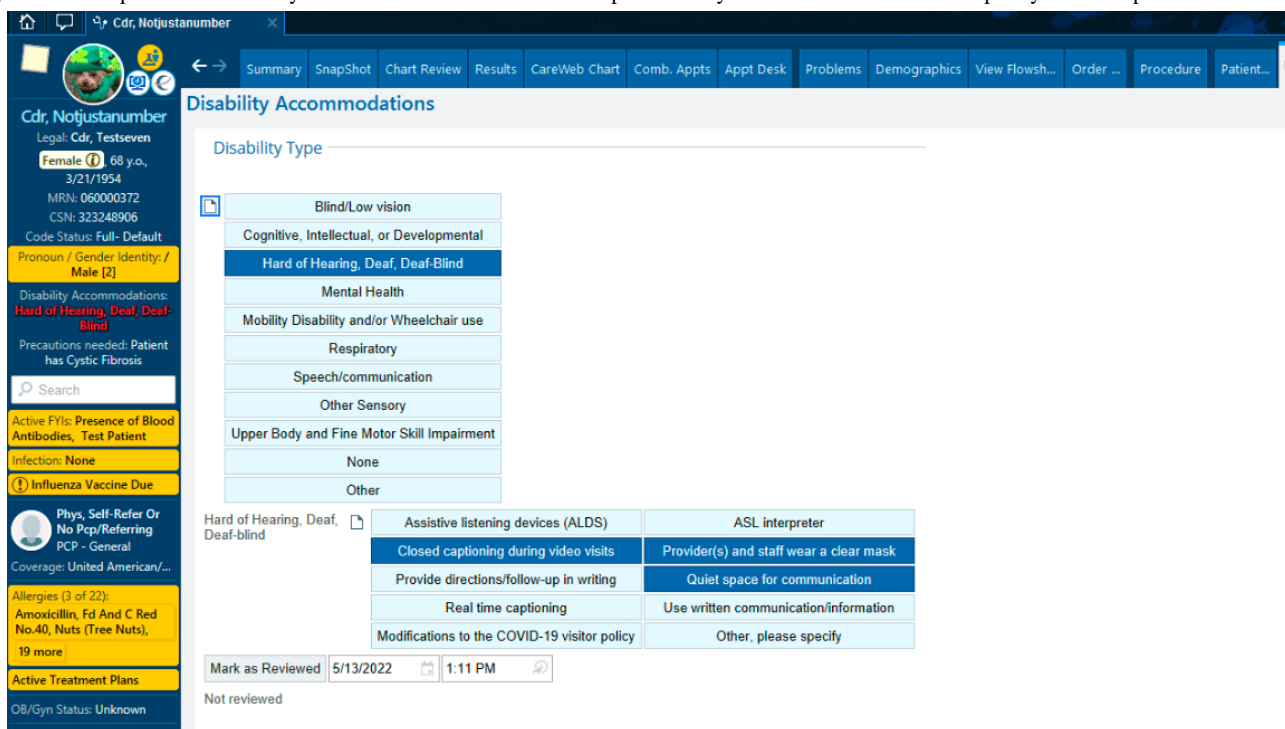 Cdr, Notjustanumber
Summary SnapShot Chart Review Results CareWeb Chart Comb. Appts Appt Desk Problems Demographics View Flowsh... Order ... Procedure Patient...
Disability Accommodations
Cdr, Notjustanumber
Legal: Cdr, Testseven
Female, 68 y.o.,
3/21/1954
MRN: 060000372
CSN: 323248906
Code Status: Full- Default
Pronoun / Gender Identity: /
Male [2]
Disability Accommodations:
Hard of Hearing, Deaf, Deaf-
Blind
Precautions needed: Patient
has Cystic Fibrosis
Search
Active FYIs: Presence of Blood
Antibodies, Test Patient
Infection: None
Influenza Vaccine Due
Phys, Self-Refer Or
No Pcp/Referring
PCP - General
Coverage: United American/...
Allergies (3 of 22):
Amoxicillin, Fd And C Red
No.40, Nuts (Tree Nuts),
19 more
Active Treatment Plans
OB/Gyn Status: Unknown
Disability Type
Blind/Low vision
Cognitive, Intellectual, or Developmental
Hard of Hearing, Deaf, Deaf-Blind
Mental Health
Mobility Disability and/or Wheelchair use
Respiratory
Speech/communication
Other Sensory
Upper Body and Fine Motor Skill Impairment
None
Other
Hard of Hearing, Deaf,
Deaf-blind
Assistive listening devices (ALDS) ASL interpreter
Closed captioning during video visits Provider(s) and staff wear a clear mask
Provide directions/follow-up in writing Quiet space for communication
Real time captioning Use written communication/information
Modifications to the COVID-19 visitor policy Other, please specify
Mark as Reviewed 5/13/2022 1:11 PM
Not reviewed